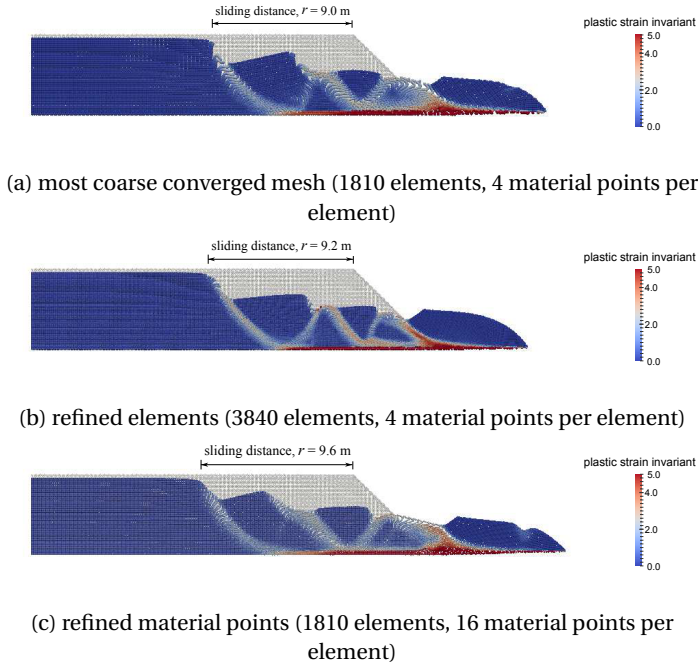 sliding distance, r = 9.0 m
plastic strain invariant
5.0
4.0
2.0
0.0
(a) most coarse converged mesh (1810 elements, 4 material points per
element)
sliding distance, r = 9.2 m
plastic strain invariant
5.0
4.0
2.0
0.0
(b) refined elements (3840 elements, 4 material points per element)
sliding distance, r = 9.6 m
plastic strain invariant
5.0
4.0
2.0
0.0
(c) refined material points (1810 elements, 16 material points per
element)